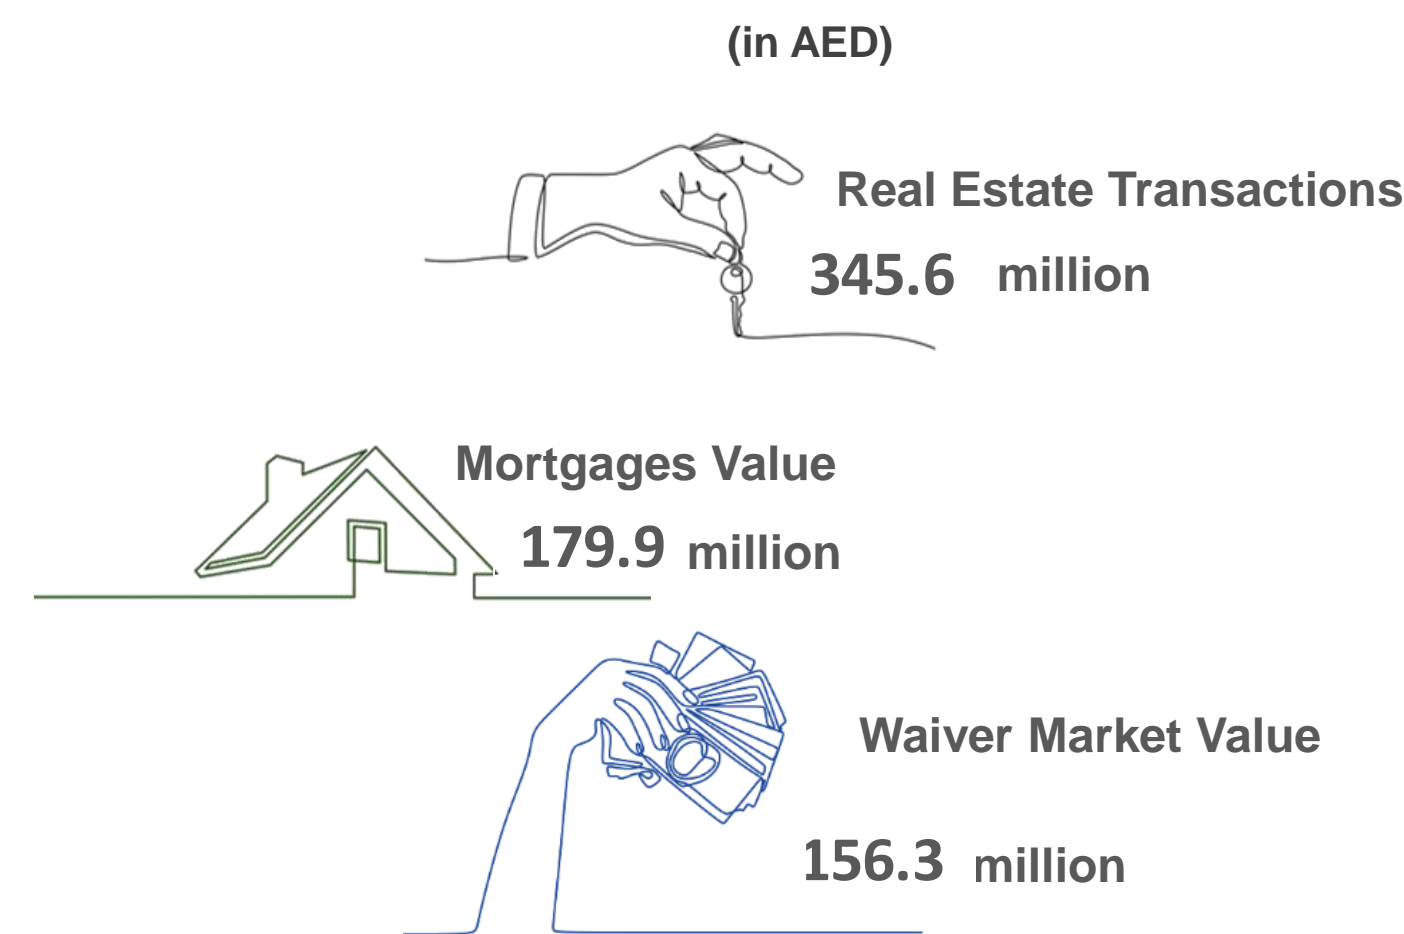 (in AED)
Real Estate Transactions
345.6 million
Mortgages Value
179.9 million
Waiver Market Value
156.3 million